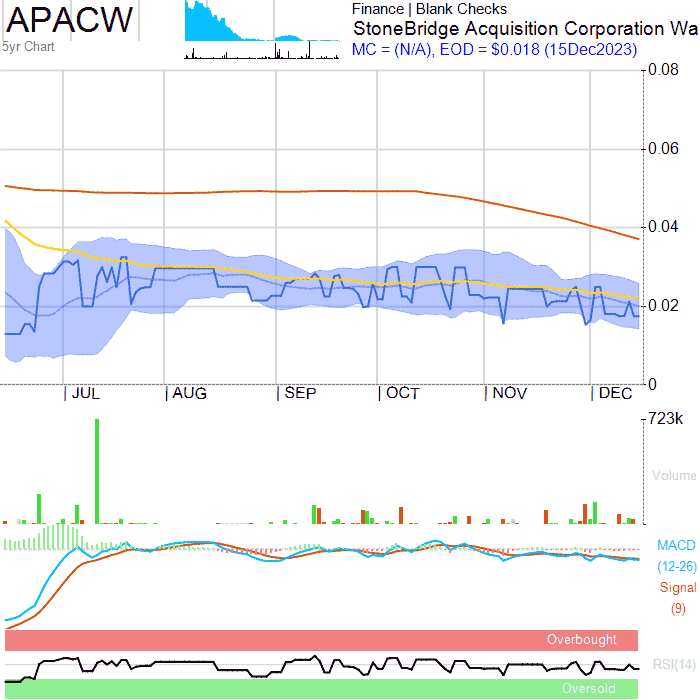 APACW
5yr Chart
Finance | Blank Checks
StoneBridge Acquisition Corporation Wa
MC = (N/A), EOD = $0.018 (15Dec2023)
0.08
0.06
0.04
0.02
0
JUL AUG SEP OCT NOV DEC
723k
Volume
MACD
(12-26)
Signal
(9)
Overbought
RSI(14)
Oversold